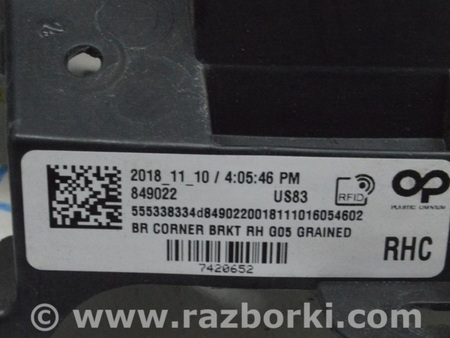 2018_11_10 / 4:05:46 PM
849022 US83
RFID
OP
PLASTIC OMNIUM
555338334d8490220018111016054602
BR CORNER BRKT RH G05 GRAINED
RHC
7420652
www.razborki.com